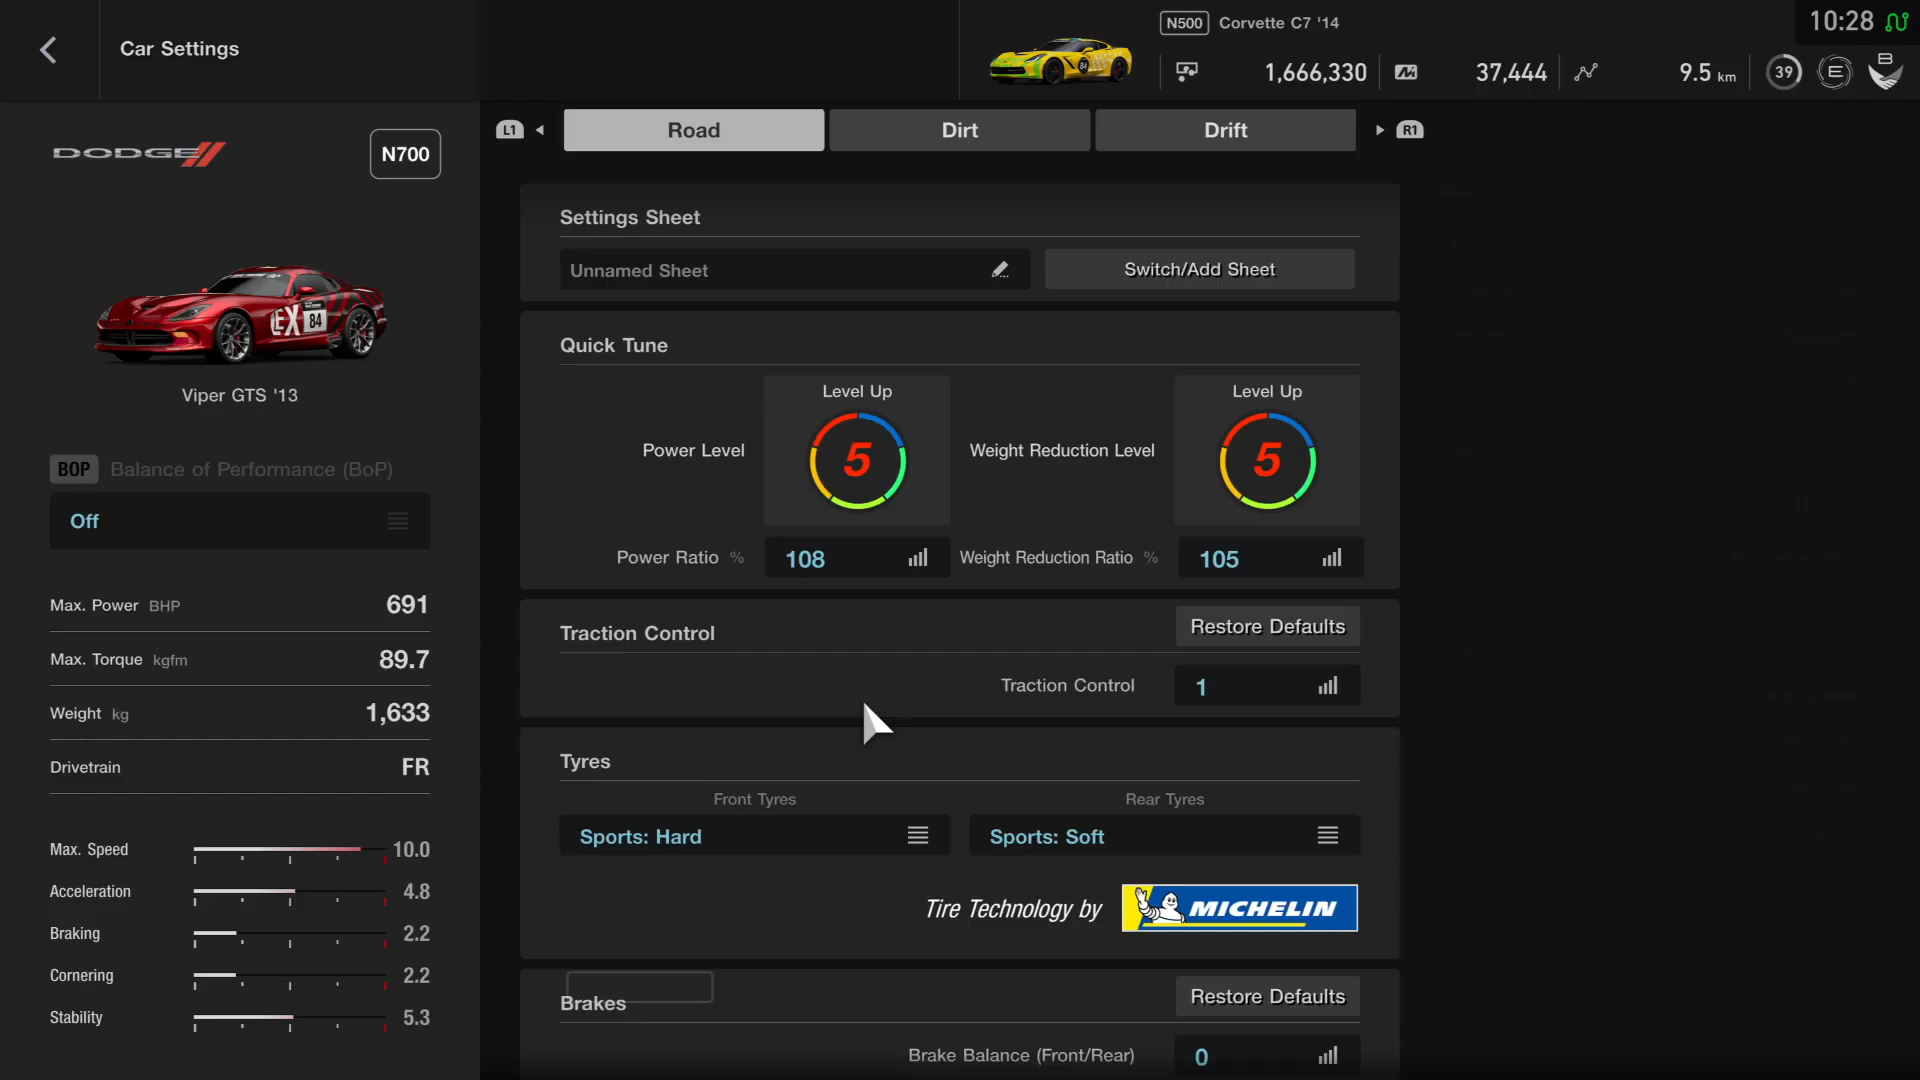 Car Settings
N500 Corvette C7 '14
10:28
1,666,330
37,444
9.5 km
39
E
B
DODGE
N700
EX 84
Viper GTS '13
BOP Balance of Performance (BoP)
Off
Max. Power BHP 691
Max. Torque kgfm 89.7
Weight kg 1,633
Drivetrain FR
Max. Speed 10.0
Acceleration 4.8
Braking 2.2
Cornering 2.2
Stability 5.3
L1 Road Dirt Drift R1
Settings Sheet
Unnamed Sheet
Switch/Add Sheet
Quick Tune
Power Level
Level Up
5
Weight Reduction Level
Level Up
5
Power Ratio % 108
Weight Reduction Ratio % 105
Traction Control
Restore Defaults
Traction Control 1
Tyres
Front Tyres
Rear Tyres
Sports: Hard
Sports: Soft
Tire Technology by MICHELIN
Brakes
Restore Defaults
Brake Balance (Front/Rear) 0